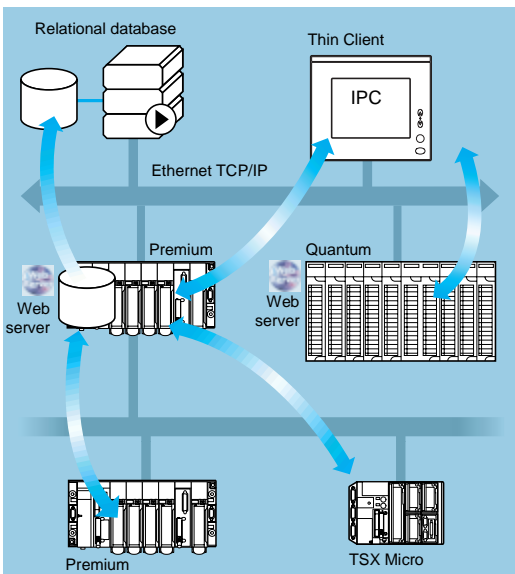 Relational database
Thin Client
IPC
Ethernet TCP/IP
Premium
Quantum
Web
server
Web
server
Premium
TSX Micro